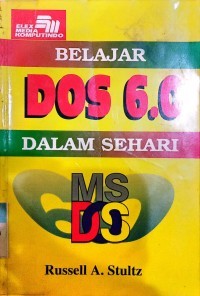 ELEX
MEDIA
KOMPUTINDO
BELAJAR
DOS 6.0
DALAM SEHARI
MS
DOS
Russell A. Stultz